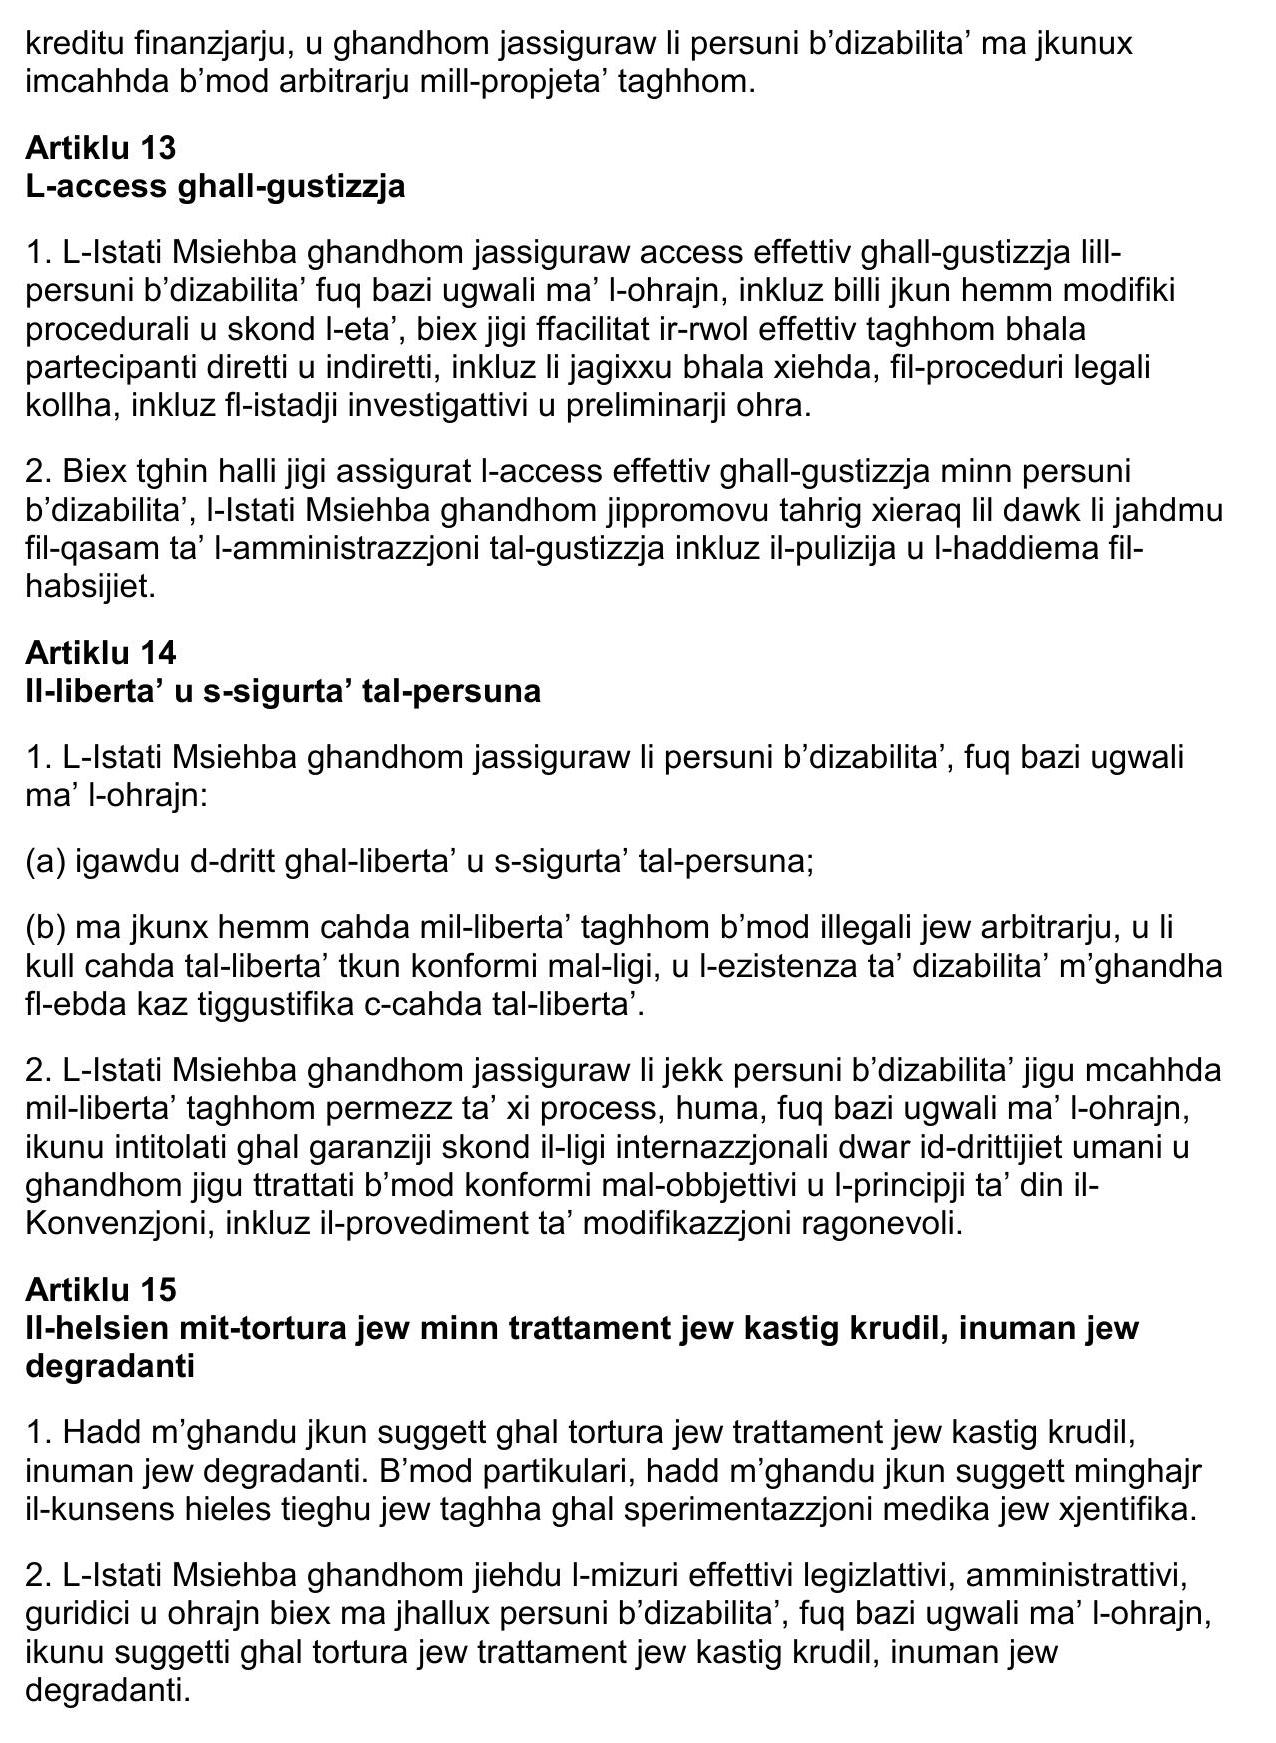 kreditu finanzjarju, u ghandhom jassiguraw li persuni b’dizabilita’ ma jkunux
imcahhda b’mod arbitrarju mill-propjeta’ taghhom.
Artiklu 13
L-access ghall-gustizzja
1. L-Istati Msiehba ghandhom jassiguraw access effettiv ghall-gustizzja lill-
persuni b’dizabilita’ fuq bazi ugwali ma’ l-ohrajn, inkluz billi jkun hemm modifiki
procedurali u skond l-eta’, biex jigi ffacilitat ir-rwol effettiv taghhom bhala
partecipanti diretti u indiretti, inkluz li jagixxu bhala xiehda, fil-proceduri legali
kollha, inkluz fl-istadji investigattivi u preliminarji ohra.
2. Biex tghin halli jigi assigurat l-access effettiv ghall-gustizzja minn persuni
b’dizabilita’, l-Istati Msiehba ghandhom jippromovu tahrig xieraq lil dawk li jahdmu
fil-qasam ta’ l-amministrazzjoni tal-gustizzja inkluz il-pulizija u l-haddiema fil-
habsijiet.
Artiklu 14
Il-liberta’ u s-sigurta’ tal-persuna
1. L-Istati Msiehba ghandhom jassiguraw li persuni b’dizabilita’, fuq bazi ugwali
ma’ l-ohrajn:
(a) igawdu d-dritt ghal-liberta’ u s-sigurta’ tal-persuna;
(b) ma jkunx hemm cahda mil-liberta’ taghhom b’mod illegali jew arbitrarju, u li
kull cahda tal-liberta’ tkun konformi mal-ligi, u l-ezistenza ta’ dizabilita’ m’ghandha
fl-ebda kaz tiggustifika c-cahda tal-liberta’.
2. L-Istati Msiehba ghandhom jassiguraw li jekk persuni b’dizabilita’ jigu mcahhda
mil-liberta’ taghhom permezz ta’ xi process, huma, fuq bazi ugwali ma’ l-ohrajn,
ikunu intitolati ghal garanziji skond il-ligi internazzjonali dwar id-drittijiet umani u
ghandhom jigu ttrattati b’mod konformi mal-obbjettivi u l-principji ta’ din il-
Konvenzjoni, inkluz il-provediment ta’ modifikazzjoni ragonevoli.
Artiklu 15
Il-helsien mit-tortura jew minn trattament jew kastig krudil, inuman jew
degradanti
1. Hadd m’ghandu jkun suggett ghal tortura jew trattament jew kastig krudil,
inuman jew degradanti. B’mod partikulari, hadd m’ghandu jkun suggett minghajr
il-kunsens hieles tieghu jew taghha ghal sperimentazzjoni medika jew xjentifika.
2. L-Istati Msiehba ghandhom jiehdu l-mizuri effettivi legizlattivi, amministrattivi,
guridici u ohrajn biex ma jhallux persuni b’dizabilita’, fuq bazi ugwali ma’ l-ohrajn,
ikunu suggetti ghal tortura jew trattament jew kastig krudil, inuman jew
degradanti.